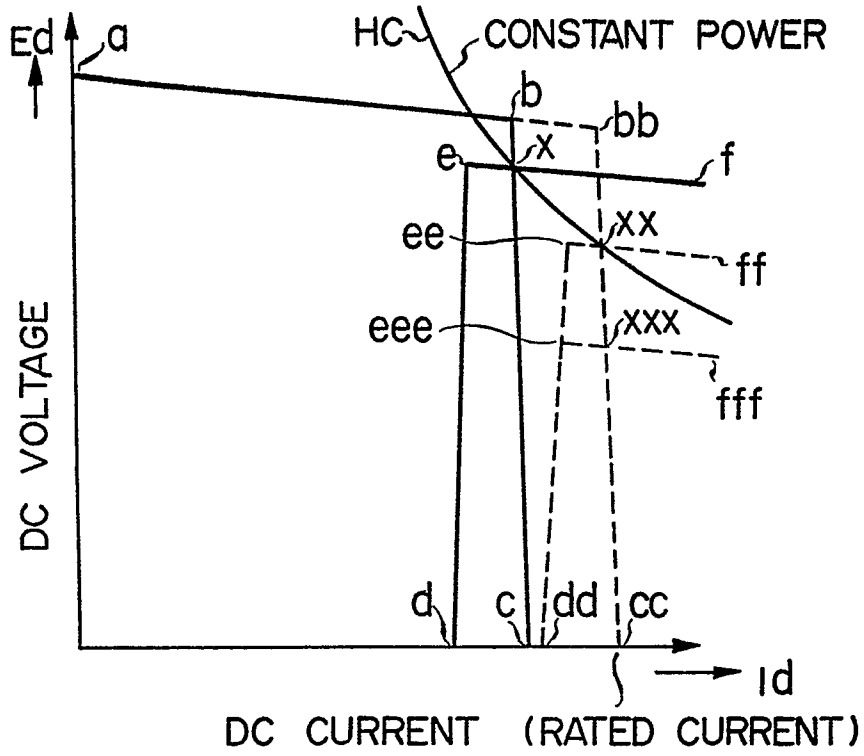 Ed
a
HC
CONSTANT POWER
b
bb
e
x
f
ee
xx
ff
eee
xxx
fff
DC VOLTAGE
d
c
dd
cc
Id
DC CURRENT (RATED CURRENT)